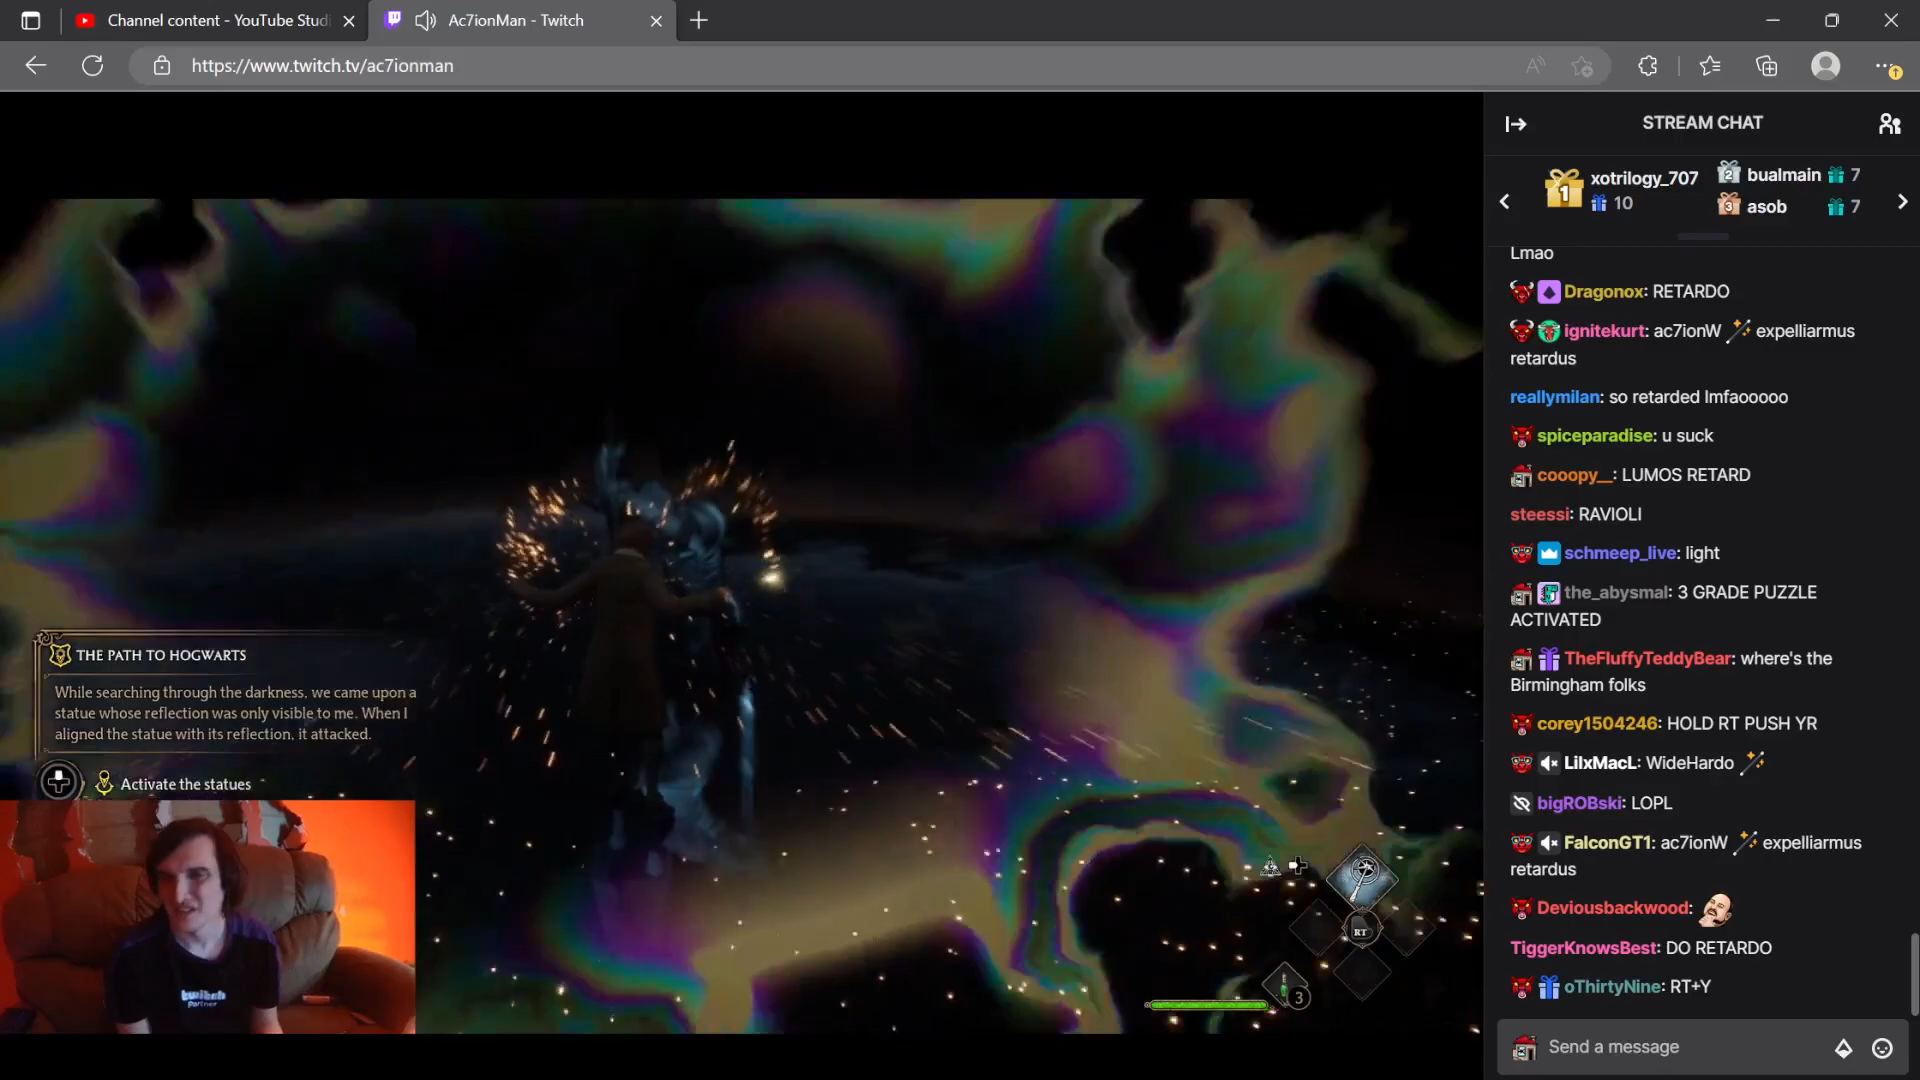 Channel content - YouTube Studi
Ac7ionMan - Twitch
https://www.twitch.tv/ac7ionman
STREAM CHAT
1 xotrilogy_707 10
2 bualmain 7
3 asob 7
Lmao
Dragonox: RETARDO
ignitekurt: ac7ionW expelliarmus
retardus
reallymilan: so retarded lmfaooooo
spiceparadise: u suck
cooopy__: LUMOS RETARD
steessi: RAVIOLI
schmeep_live: light
the_abysmal: 3 GRADE PUZZLE
ACTIVATED
TheFluffyTeddyBear: where's the
Birmingham folks
corey1504246: HOLD RT PUSH YR
LilxMacL: WideHardo
bigROBski: LOPL
FalconGT1: ac7ionW expelliarmus
retardus
Deviousbackwood:
TiggerKnowsBest: DO RETARDO
oThirtyNine: RT+Y
Send a message
THE PATH TO HOGWARTS
While searching through the darkness, we came upon a
statue whose reflection was only visible to me. When I
aligned the statue with its reflection, it attacked.
Activate the statues
RT
3
twitch
Partner